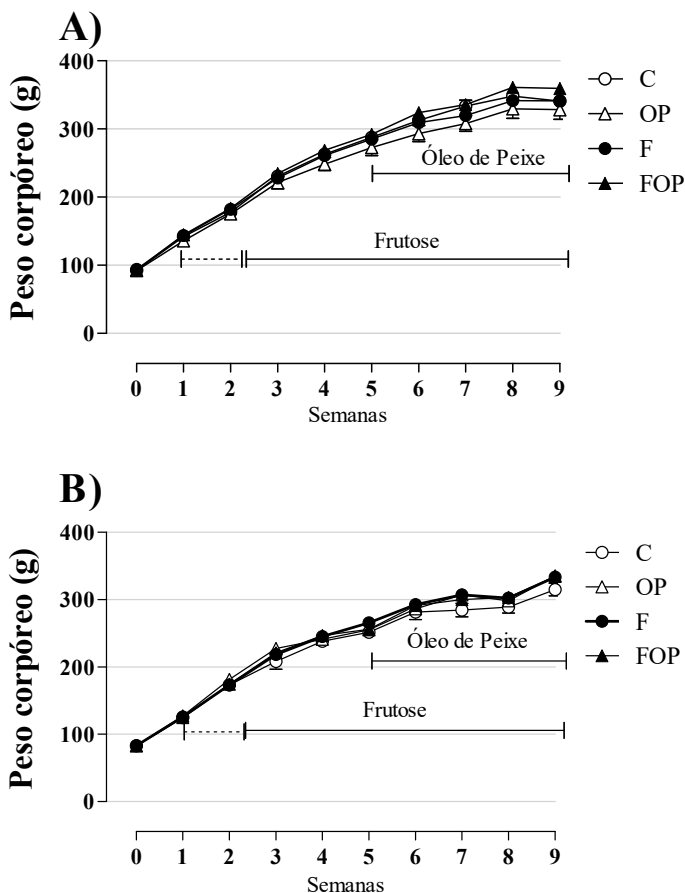 A)
Peso corpóreo (g)
400
300
200
100
0
Óleo de Peixe
Frutose
0 1 2 3 4 5 6 7 8 9
Semanas
C
OP
F
FOP
B)
Peso corpóreo (g)
400
300
200
100
0
Óleo de Peixe
Frutose
0 1 2 3 4 5 6 7 8 9
Semanas
C
OP
F
FOP